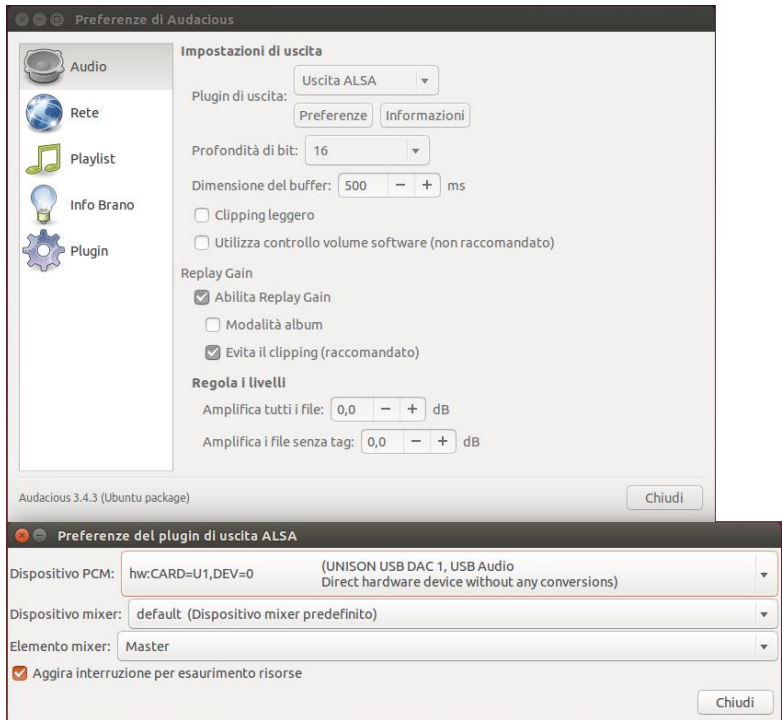 Preferenze di Audacious
Audio
Rete
Playlist
Info Brano
Plugin
Impostazioni di uscita
Plugin di uscita: Uscita ALSA
Preferenze Informazioni
Profondità di bit: 16
Dimensione del buffer: 500 − + ms
Clipping leggero
Utilizza controllo volume software (non raccomandato)
Replay Gain
Abilita Replay Gain
Modalità album
Evita il clipping (raccomandato)
Regola i livelli
Amplifica tutti i file: 0,0 − + dB
Amplifica i file senza tag: 0,0 − + dB
Audacious 3.4.3 (Ubuntu package) Chiudi
Preferenze del plugin di uscita ALSA
Dispositivo PCM: hw:CARD=U1,DEV=0 (UNISON USB DAC 1, USB Audio
Direct hardware device without any conversions)
Dispositivo mixer: default (Dispositivo mixer predefinito)
Elemento mixer: Master
Aggira interruzione per esaurimento risorse
Chiudi